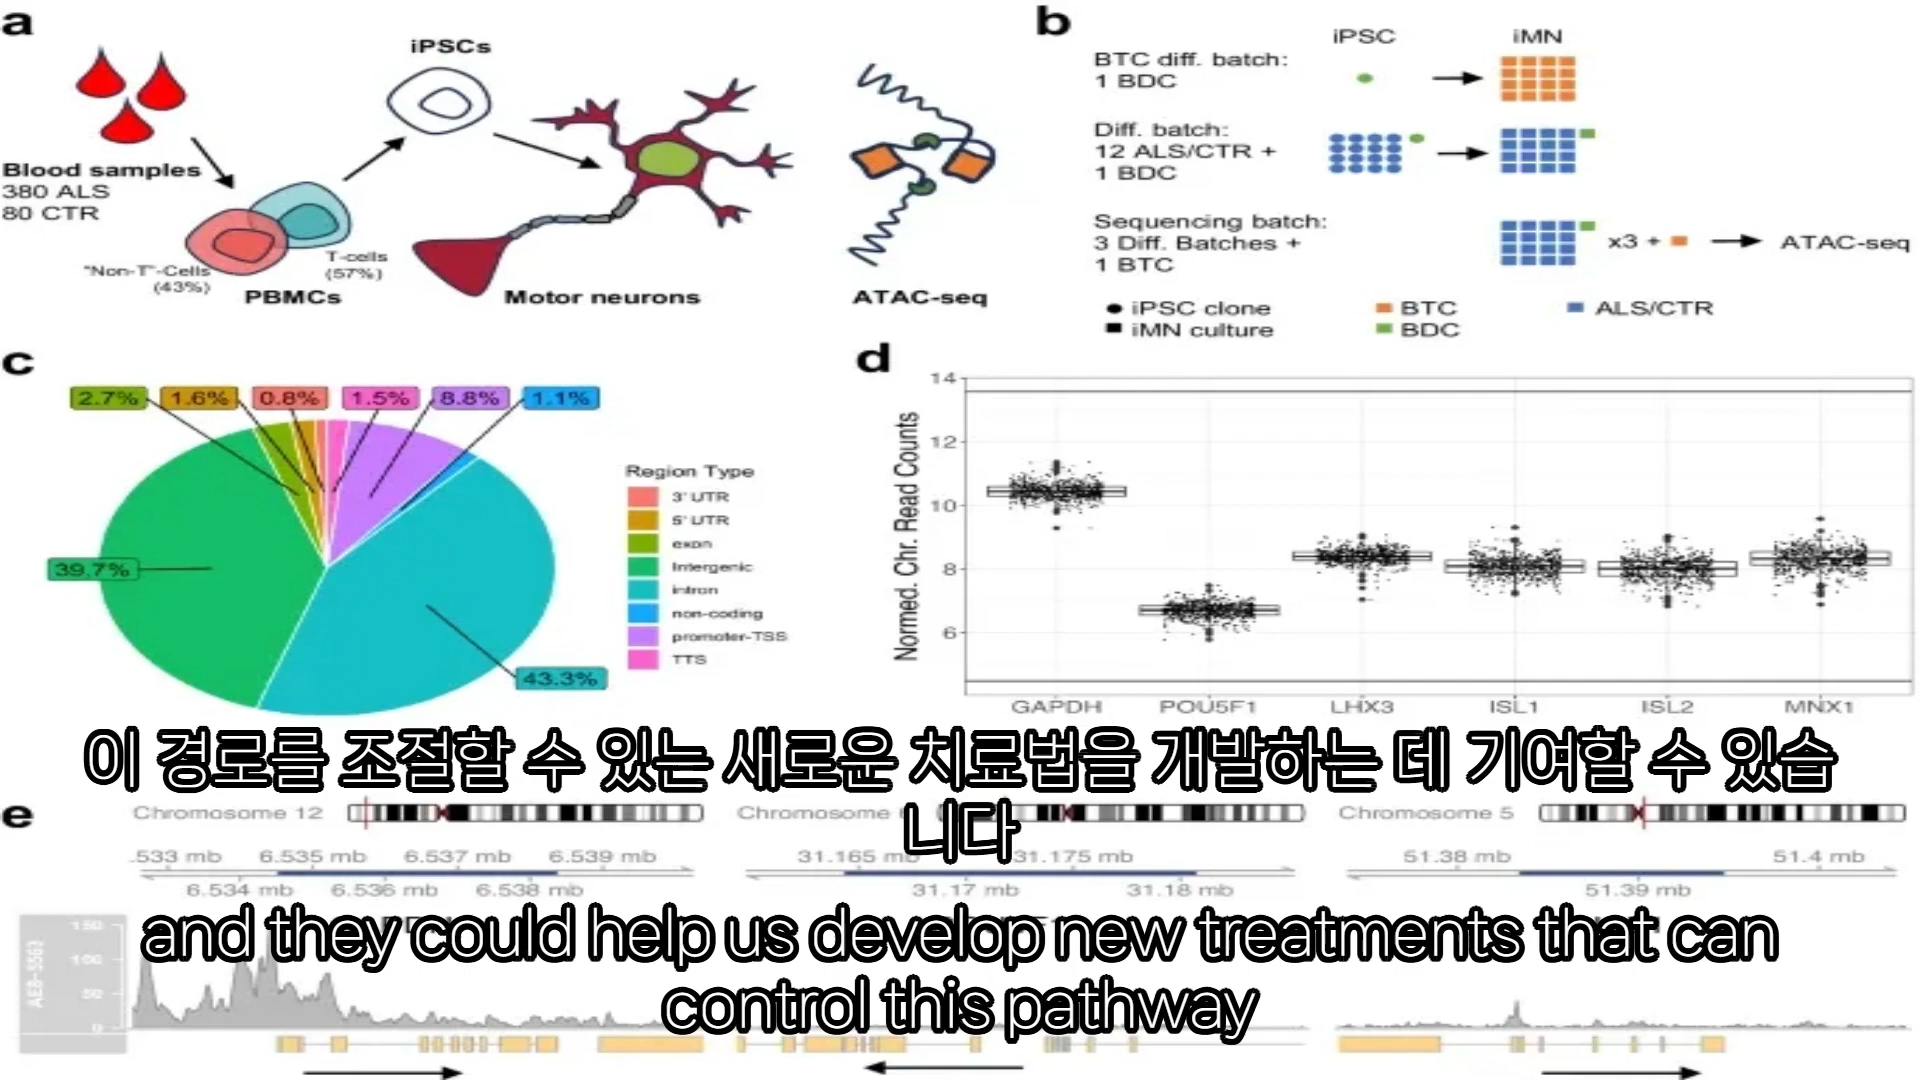 a
iPSCs
Blood samples
380 ALS
80 CTR
"Non-T"-Cells
(43%)
T-cells
(57%)
PBMCs
Motor neurons
ATAC-seq
b
iPSC
iMN
BTC diff. batch:
1 BDC
Diff. batch:
12 ALS/CTR +
1 BDC
Sequencing batch:
3 Diff. Batches +
1 BTC
x3 +
ATAC-seq
iPSC clone
iMN culture
BTC
BDC
ALS/CTR
c
2.7%
1.6%
0.8%
1.5%
8.8%
1.1%
39.7%
43.3%
Region Type
3' UTR
5' UTR
exon
Intergenic
intron
non-coding
promoter-TSS
TTS
d
Normed. Chr. Read Counts
14
12
10
8
6
GAPDH
POU5F1
LHX3
ISL1
ISL2
MNX1
이 경로를 조절할 수 있는 새로운 치료법을 개발하는 데 기여할 수 있습
니다
e
Chromosome 12
Chromosome
Chromosome 5
.533 mb
6.535 mb
6.537 mb
6.539 mb
6.534 mb
6.536 mb
6.538 mb
31.165 mb
31.175 mb
31.17 mb
31.18 mb
51.38 mb
51.4 mb
51.39 mb
150
100
50
0
and they could help us develop new treatments that can
control this pathway